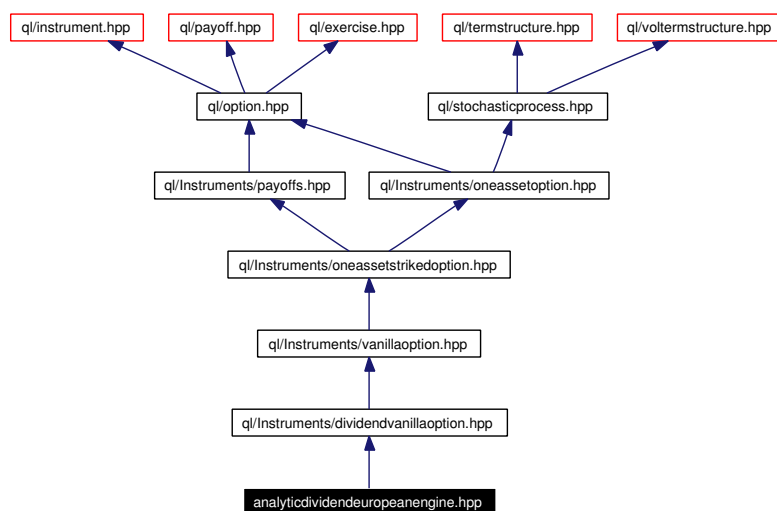 ql/instrument.hpp
ql/payoff.hpp
ql/exercise.hpp
ql/termstructure.hpp
ql/voltermstructure.hpp
ql/option.hpp
ql/stochasticprocess.hpp
ql/Instruments/payoffs.hpp
ql/Instruments/oneassetoption.hpp
ql/Instruments/oneassetstrikedoption.hpp
ql/Instruments/vanillaoption.hpp
ql/Instruments/dividendvanillaoption.hpp
analyticdividendeuropeanengine.hpp